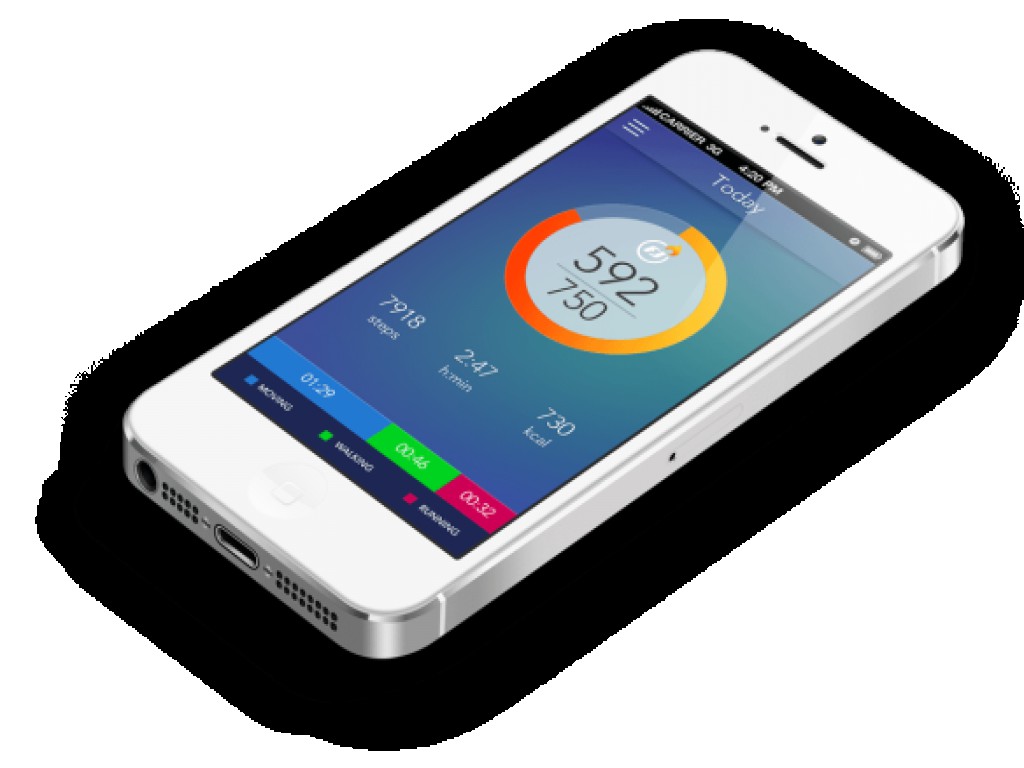 CARRIER 3G 4:20 PM
Today
592
750
7918
steps
2:47
h:min
730
kcal
01:29
00:46
00:32
MOVING
WALKING
RUNNING